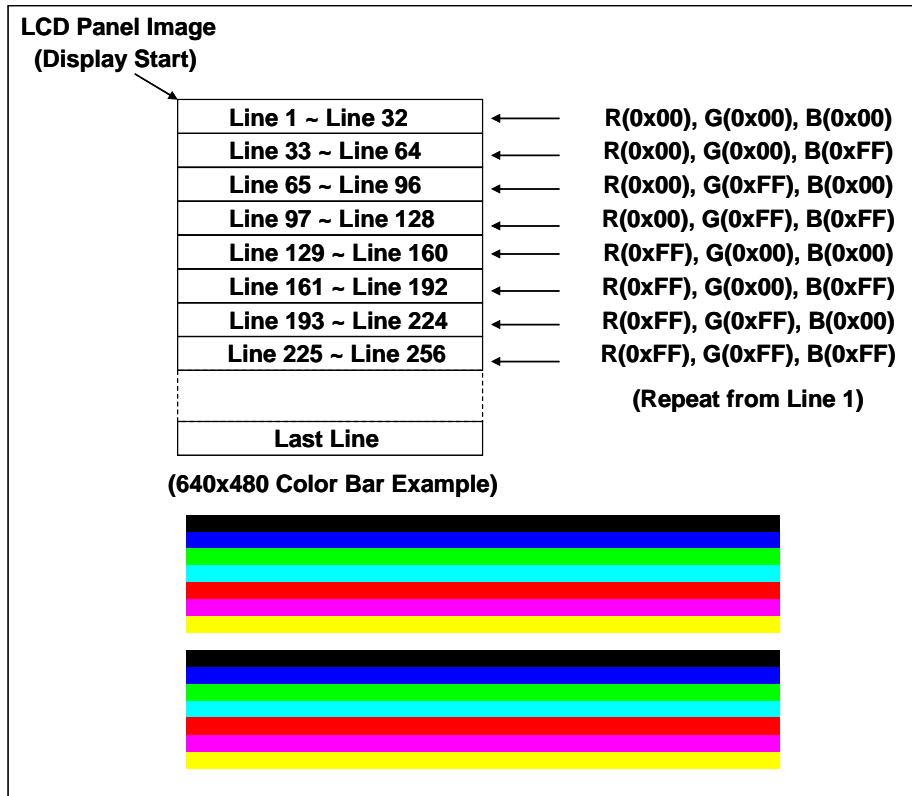 LCD Panel Image
(Display Start)
Line 1 ~ Line 32 R(0x00), G(0x00), B(0x00)
Line 33 ~ Line 64 R(0x00), G(0x00), B(0xFF)
Line 65 ~ Line 96 R(0x00), G(0xFF), B(0x00)
Line 97 ~ Line 128 R(0x00), G(0xFF), B(0xFF)
Line 129 ~ Line 160 R(0xFF), G(0x00), B(0x00)
Line 161 ~ Line 192 R(0xFF), G(0x00), B(0xFF)
Line 193 ~ Line 224 R(0xFF), G(0xFF), B(0x00)
Line 225 ~ Line 256 R(0xFF), G(0xFF), B(0xFF)
(Repeat from Line 1)
Last Line
(640x480 Color Bar Example)